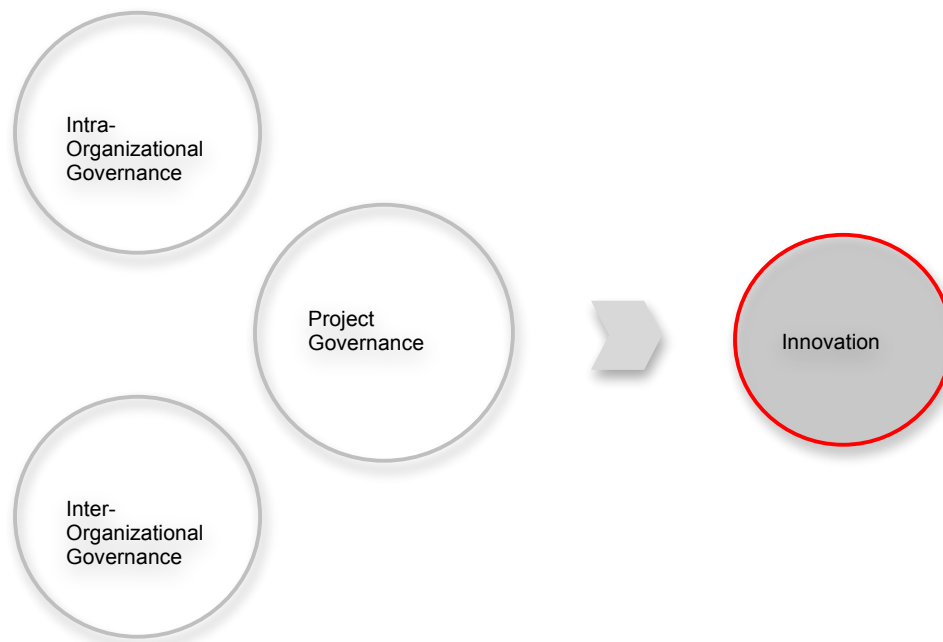 Intra-
Organizational
Governance
Project
Governance
Innovation
Inter-
Organizational
Governance